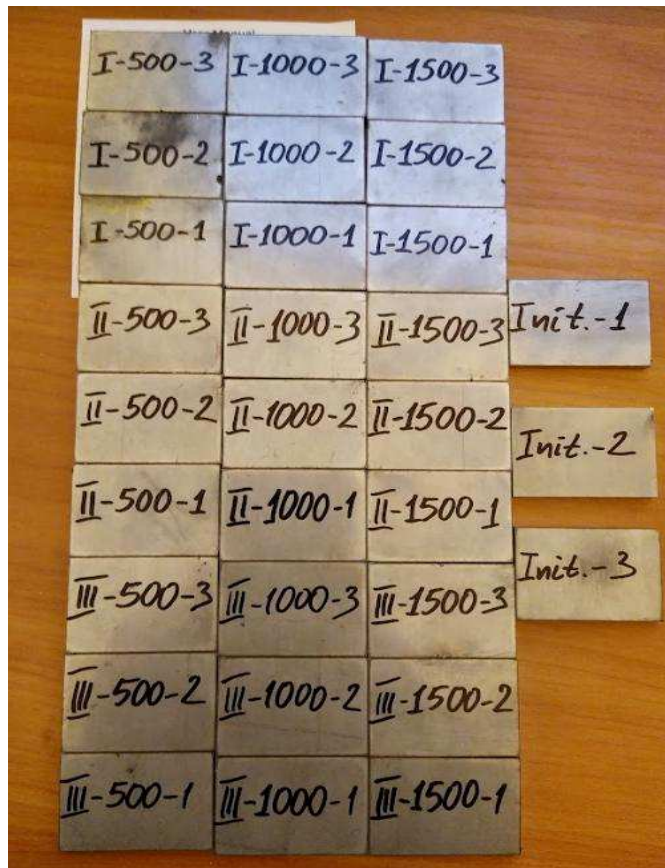 User Manual
I-500-3 I-1000-3 I-1500-3
I-500-2 I-1000-2 I-1500-2
I-500-1 I-1000-1 I-1500-1
II-500-3 II-1000-3 II-1500-3
Init.-1
II-500-2 II-1000-2 II-1500-2
Init.-2
II-500-1 II-1000-1 II-1500-1
Init.-3
III-500-3 III-1000-3 III-1500-3
III-500-2 III-1000-2 III-1500-2
III-500-1 III-1000-1 III-1500-1